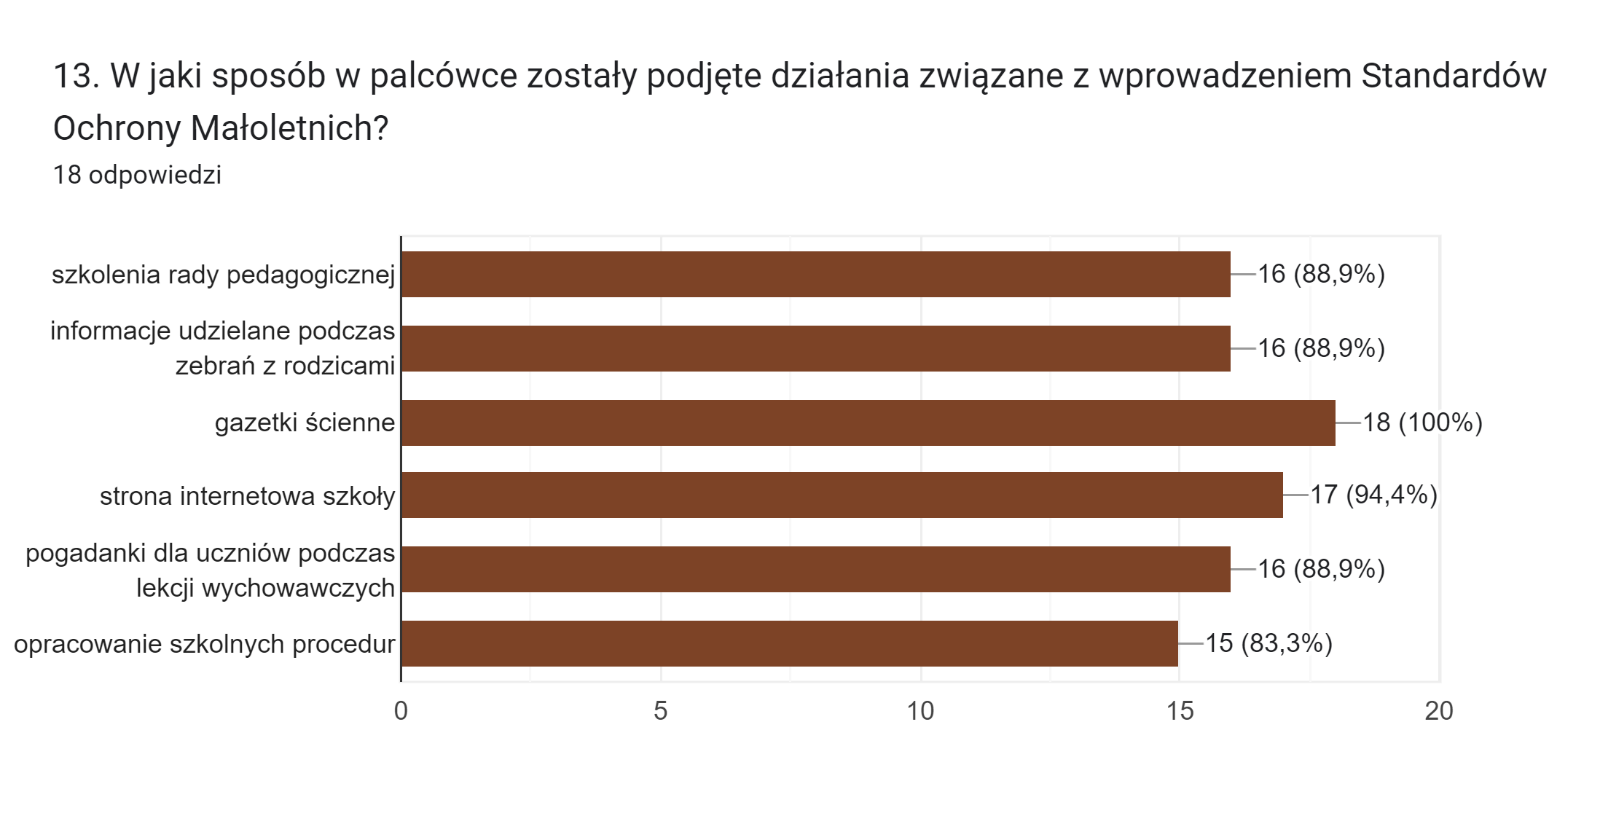 13. W jaki sposób w palcówce zostały podjęte działania związane z wprowadzeniem Standardów
Ochrony Małoletnich?
18 odpowiedzi
szkolenia rady pedagogicznej
16 (88,9%)
informacje udzielane podczas
zebrań z rodzicami
16 (88,9%)
gazetki ścienne
18 (100%)
strona internetowa szkoły
17 (94,4%)
pogadanki dla uczniów podczas
lekcji wychowawczych
16 (88,9%)
opracowanie szkolnych procedur
15 (83,3%)
0 5 10 15 20